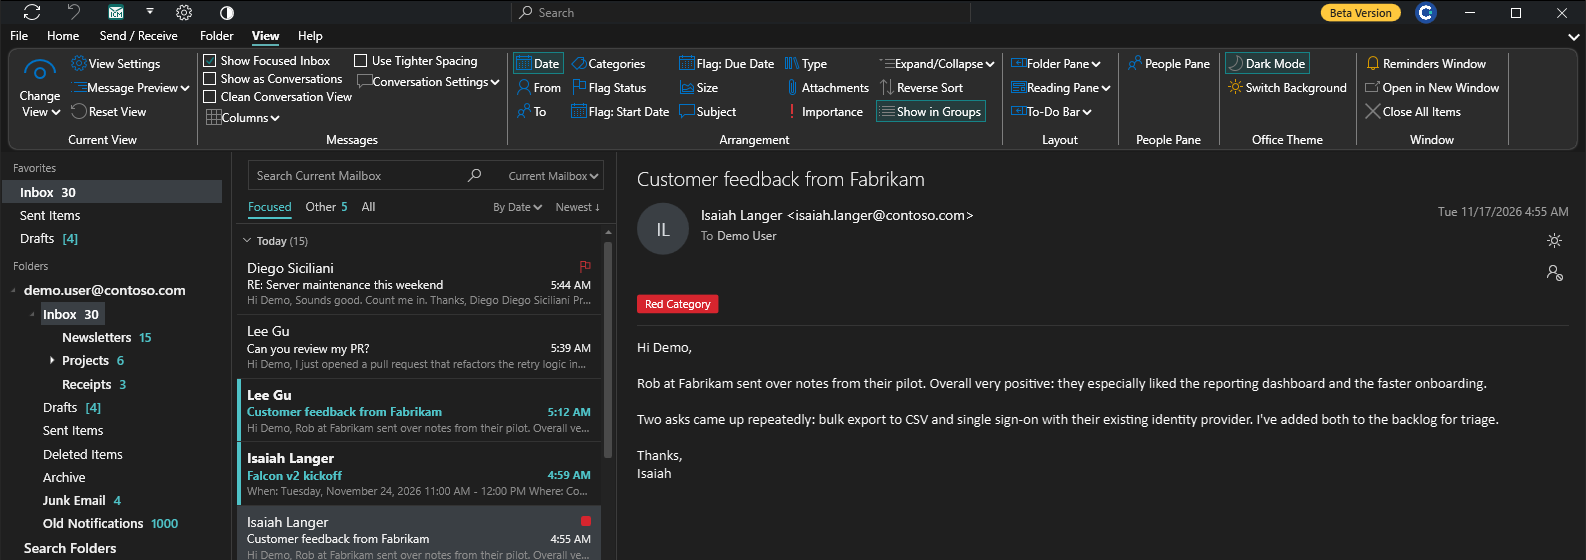 Search
Beta Version
File Home Send / Receive Folder View Help
Change View
View Settings
Message Preview
Reset View
Current View
Show Focused Inbox
Show as Conversations
Clean Conversation View
Columns
Use Tighter Spacing
Conversation Settings
Messages
Date
From
To
Categories
Flag Status
Flag: Start Date
Flag: Due Date
Size
Subject
Type
Attachments
Importance
Expand/Collapse
Reverse Sort
Show in Groups
Arrangement
Folder Pane
Reading Pane
To-Do Bar
Layout
People Pane
People Pane
Dark Mode
Switch Background
Office Theme
Reminders Window
Open in New Window
Close All Items
Window
Favorites
Inbox 30
Sent Items
Drafts [4]
Folders
demo.user@contoso.com
Inbox 30
Newsletters 15
Projects 6
Receipts 3
Drafts [4]
Sent Items
Deleted Items
Archive
Junk Email 4
Old Notifications 1000
Search Folders
Search Current Mailbox
Current Mailbox
Focused Other 5 All
By Date Newest ↓
Today (15)
Diego Siciliani
RE: Server maintenance this weekend 5:44 AM
Hi Demo, Sounds good. Count me in. Thanks, Diego Diego Siciliani Pr...
Lee Gu
Can you review my PR? 5:39 AM
Hi Demo, I just opened a pull request that refactors the retry logic in...
Lee Gu
Customer feedback from Fabrikam 5:12 AM
Hi Demo, Rob at Fabrikam sent over notes from their pilot. Overall ve...
Isaiah Langer
Falcon v2 kickoff 4:59 AM
When: Tuesday, November 24, 2026 11:00 AM - 12:00 PM Where: Co...
Isaiah Langer
Customer feedback from Fabrikam 4:55 AM
Hi Demo, Rob at Fabrikam sent over notes from their pilot. Overall ve...
Customer feedback from Fabrikam
IL
Isaiah Langer <isaiah.langer@contoso.com>
To Demo User
Tue 11/17/2026 4:55 AM
Red Category
Hi Demo,
Rob at Fabrikam sent over notes from their pilot. Overall very positive: they especially liked the reporting dashboard and the faster onboarding.
Two asks came up repeatedly: bulk export to CSV and single sign-on with their existing identity provider. I've added both to the backlog for triage.
Thanks,
Isaiah